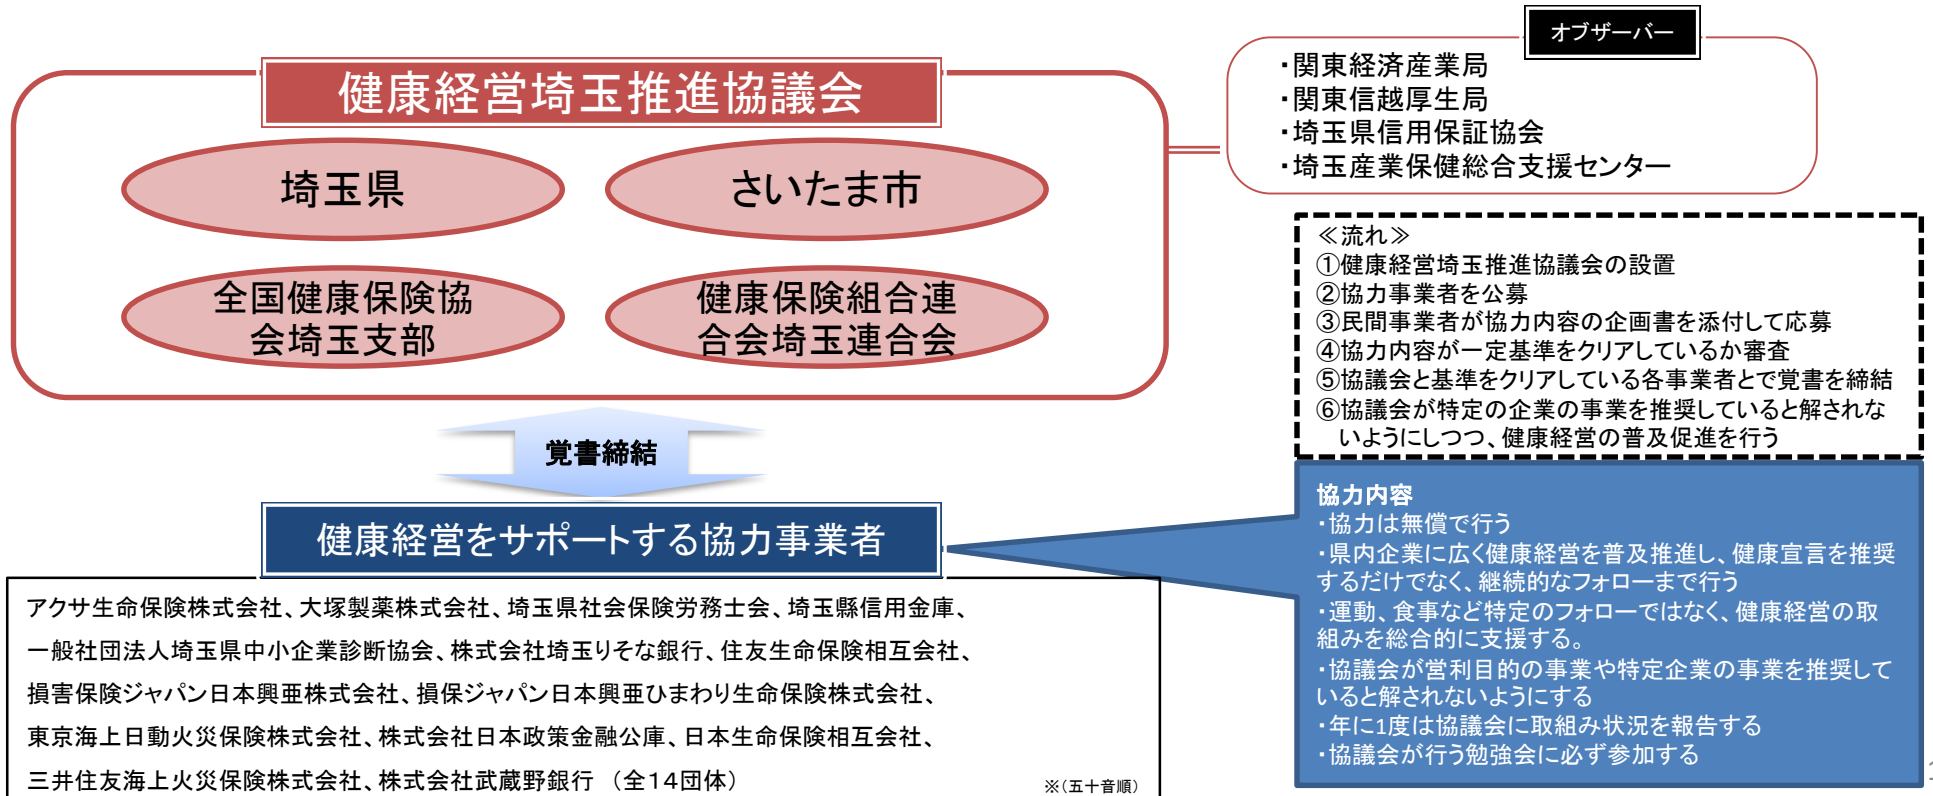 オブザーバー
・関東経済産業局
・関東信越厚生局
・埼玉県信用保証協会
・埼玉産業保健総合支援センター
健康経営埼玉推進協議会
埼玉県
さいたま市
全国健康保険協
会埼玉支部
健康保険組合連
合会埼玉連合会
≪流れ≫
①健康経営埼玉推進協議会の設置
②協力事業者を公募
③民間事業者が協力内容の企画書を添付して応募
④協力内容が一定基準をクリアしているか審査
⑤協議会と基準をクリアしている各事業者とで覚書を締結
⑥協議会が特定の企業の事業を推奨していると解されな
いようにしつつ、健康経営の普及促進を行う
覚書締結
健康経営をサポートする協力事業者
協力内容
・協力は無償で行う
・県内企業に広く健康経営を普及推進し、健康宣言を推奨
するだけでなく、継続的なフォローまで行う
・運動、食事など特定のフォローではなく、健康経営の取
組みを総合的に支援する。
・協議会が営利目的の事業や特定企業の事業を推奨して
いると解されないようにする
・年に1度は協議会に取組み状況を報告する
・協議会が行う勉強会に必ず参加する
アクサ生命保険株式会社、大塚製薬株式会社、埼玉県社会保険労務士会、埼玉縣信用金庫、
一般社団法人埼玉県中小企業診断協会、株式会社埼玉りそな銀行、住友生命保険相互会社、
損害保険ジャパン日本興亜株式会社、損保ジャパン日本興亜ひまわり生命保険株式会社、
東京海上日動火災保険株式会社、株式会社日本政策金融公庫、日本生命保険相互会社、
三井住友海上火災保険株式会社、株式会社武蔵野銀行 （全１４団体）
※（五十音順）